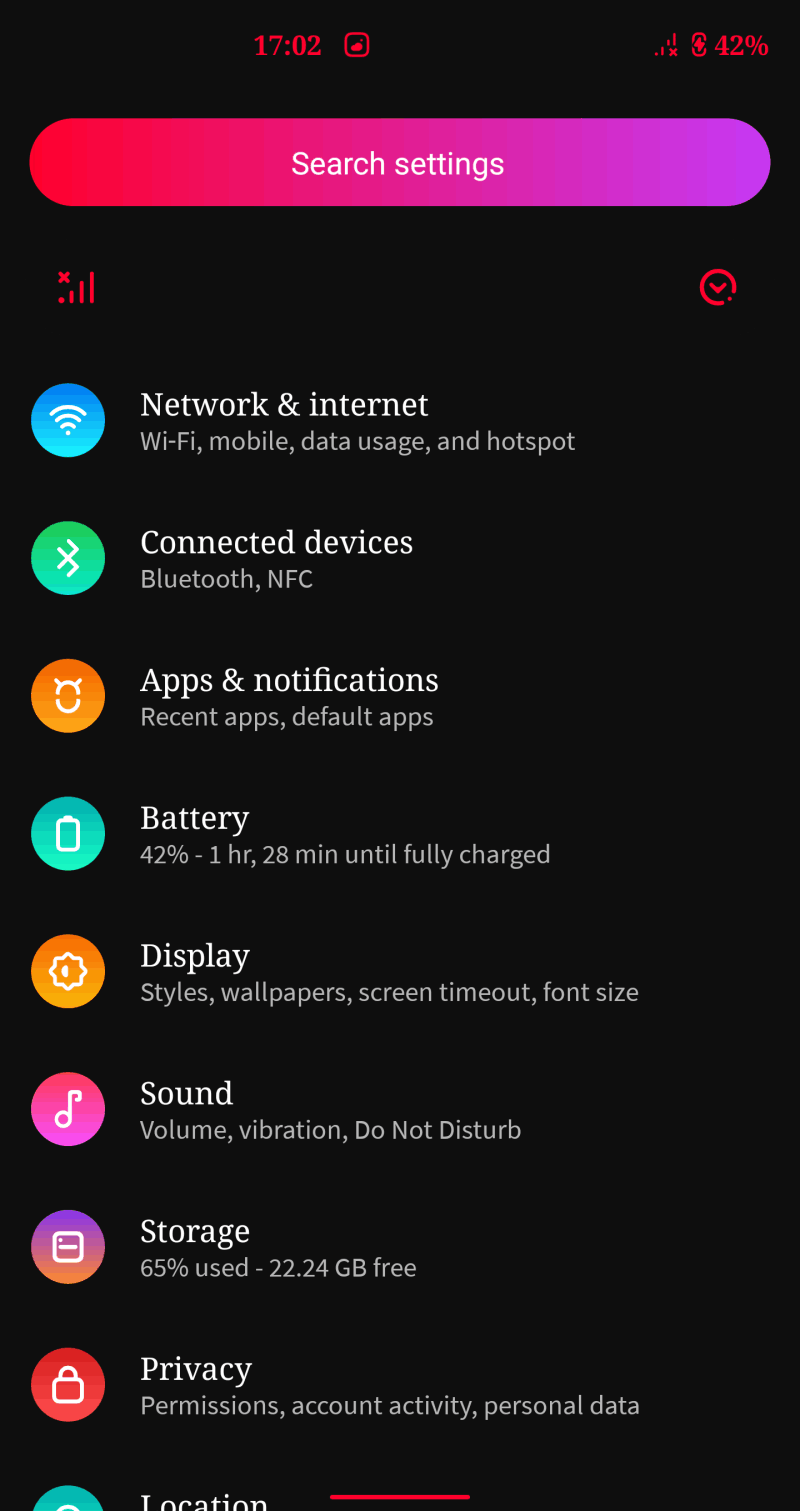 17:02
42%
Search settings
Network & internet
Wi-Fi, mobile, data usage, and hotspot
Connected devices
Bluetooth, NFC
Apps & notifications
Recent apps, default apps
Battery
42% - 1 hr, 28 min until fully charged
Display
Styles, wallpapers, screen timeout, font size
Sound
Volume, vibration, Do Not Disturb
Storage
65% used - 22.24 GB free
Privacy
Permissions, account activity, personal data
Location